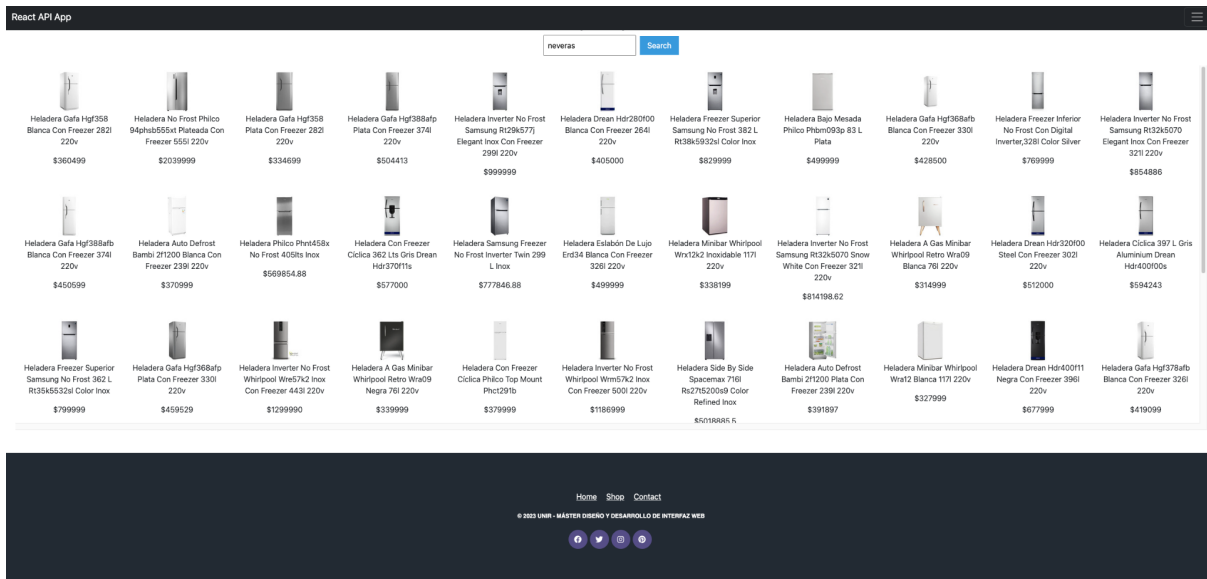 React API App
neveras
Search
Heladera Gafa Hgf358
Blanca Con Freezer 282l
220v
$360499
Heladera No Frost Philco
94phsb555xt Plateada Con
Freezer 555l 220v
$2039999
Heladera Gafa Hgf358
Plata Con Freezer 282l
220v
$334699
Heladera Gafa Hgf388afp
Plata Con Freezer 374l
220v
$504413
Heladera Inverter No Frost
Samsung Rt29k577j
Elegant Inox Con Freezer
299l 220v
$999999
Heladera Drean Hdr280f00
Blanca Con Freezer 264l
220v
$405000
Heladera Freezer Superior
Samsung No Frost 382 L
Rt38k5932sl Color Inox
$829999
Heladera Bajo Mesada
Philco Phbm093p 83 L
Plata
$499999
Heladera Gafa Hgf368afb
Blanca Con Freezer 330l
220v
$428500
Heladera Freezer Inferior
No Frost Con Digital
Inverter,328l Color Silver
$769999
Heladera Inverter No Frost
Samsung Rt32k5070
Elegant Inox Con Freezer
321l 220v
$854886
Heladera Gafa Hgf388afb
Blanca Con Freezer 374l
220v
$450599
Heladera Auto Defrost
Bambi 2f1200 Blanca Con
Freezer 239l 220v
$370999
Heladera Philco Phnt458x
No Frost 405lts Inox
$569854.88
Heladera Con Freezer
Cíclica 362 Lts Gris Drean
Hdr370f11s
$577000
Heladera Samsung Freezer
No Frost Inverter Twin 299
L Inox
$777846.88
Heladera Eslabón De Lujo
Erd34 Blanca Con Freezer
326l 220v
$499999
Heladera Minibar Whirlpool
Wrx12k2 Inoxidable 117l
220v
$338199
Heladera Inverter No Frost
Samsung Rt32k5070 Snow
White Con Freezer 321l
220v
$814198.62
Heladera A Gas Minibar
Whirlpool Retro Wra09
Blanca 76l 220v
$314999
Heladera Drean Hdr320f00
Steel Con Freezer 302l
220v
$512000
Heladera Cíclica 397 L Gris
Aluminium Drean
Hdr400f00s
$594243
Heladera Freezer Superior
Samsung No Frost 362 L
Rt35k5532sl Color Inox
$799999
Heladera Gafa Hgf368afp
Plata Con Freezer 330l
220v
$459529
Heladera Inverter No Frost
Whirlpool Wre57k2 Inox
Con Freezer 443l 220v
$1299990
Heladera A Gas Minibar
Whirlpool Retro Wra09
Negra 76l 220v
$339999
Heladera Con Freezer
Cíclica Philco Top Mount
Phct291b
$379999
Heladera Inverter No Frost
Whirlpool Wrm57k2 Inox
Con Freezer 500l 220v
$1186999
Heladera Side By Side
Spacemax 716l
Rs27t5200s9 Color
Refined Inox
$5018885.5
Heladera Auto Defrost
Bambi 2f1200 Plata Con
Freezer 239l 220v
$391897
Heladera Minibar Whirlpool
Wra12 Blanca 117l 220v
$327999
Heladera Drean Hdr400f11
Negra Con Freezer 396l
220v
$677999
Heladera Gafa Hgf378afb
Blanca Con Freezer 326l
220v
$419099
Home Shop Contact
© 2023 UNIR - MÁSTER DISEÑO Y DESARROLLO DE INTERFAZ WEB